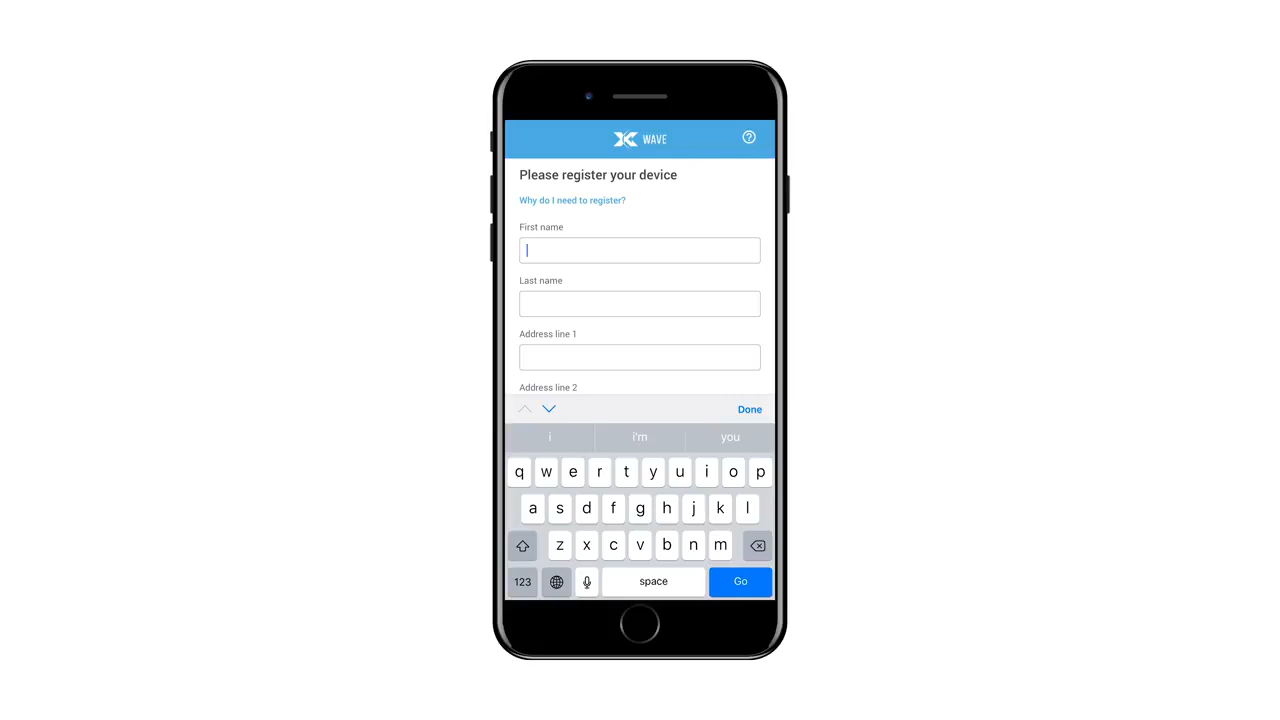 WAVE
Please register your device
Why do I need to register?
First name
Last name
Address line 1
Address line 2
Done
i i'm you
q w e r t y u i o p
a s d f g h j k l
z x c v b n m
123 space Go